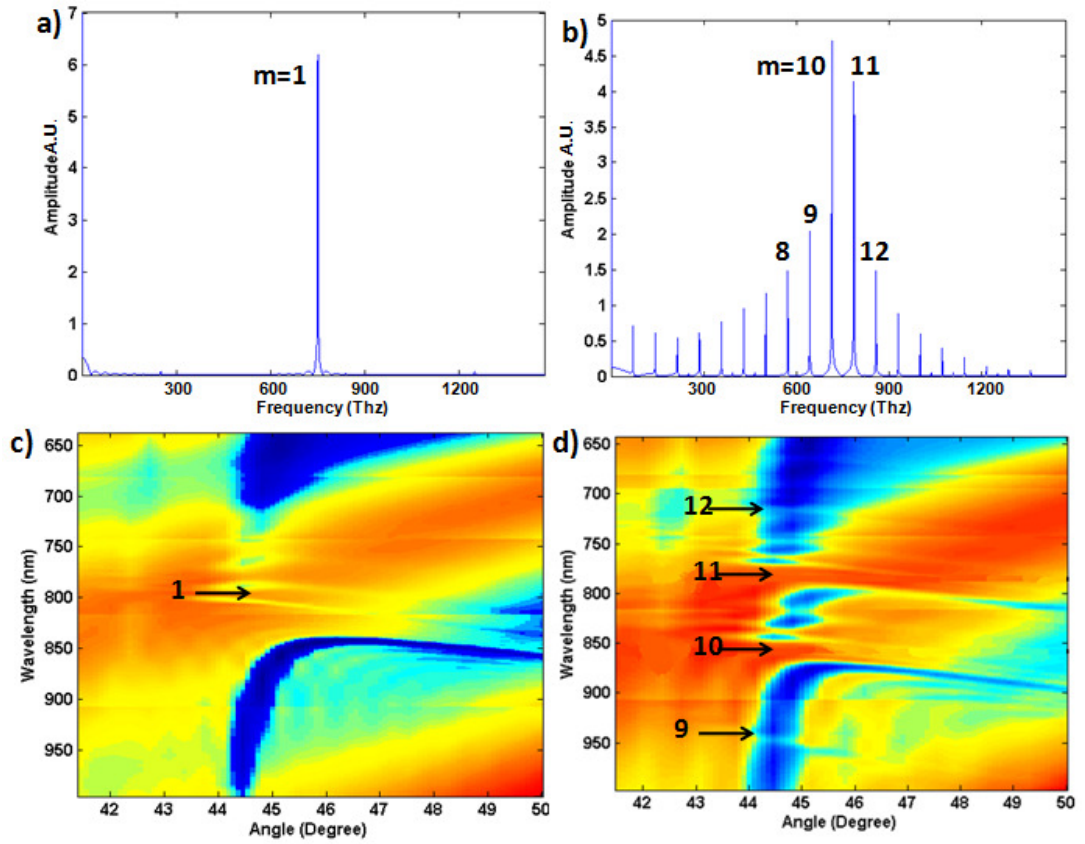 a)
7
6
5
4
3
2
1
0
Amplitude A.U.
m=1
300 600 900 1200
Frequency (Thz)
b)
5
4.5
4
3.5
3
2.5
2
1.5
1
0.5
0
Amplitude A.U.
m=10 11
9
8 12
300 600 900 1200
Frequency (Thz)
c)
650
700
750
800
850
900
950
Wavelength (nm)
1
42 43 44 45 46 47 48 49 50
Angle (Degree)
d)
650
700
750
800
850
900
950
Wavelength (nm)
12
11
10
9
42 43 44 45 46 47 48 49 50
Angle (Degree)